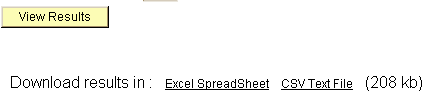 View Results
Download results in : Excel SpreadSheet CSV Text File (208 kb)